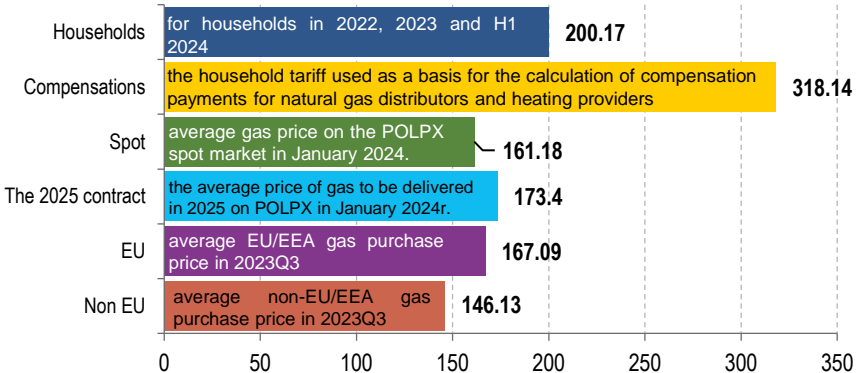 Households
for households in 2022, 2023 and H1
2024
200.17
Compensations
the household tariff used as a basis for the calculation of compensation
payments for natural gas distributors and heating providers
318.14
Spot
average gas price on the POLPX
spot market in January 2024.
161.18
The 2025 contract
the average price of gas to be delivered
in 2025 on POLPX in January 2024r.
173.4
EU
average EU/EEA gas purchase
price in 2023Q3
167.09
Non EU
average non-EU/EEA gas
purchase price in 2023Q3
146.13
0 50 100 150 200 250 300 350